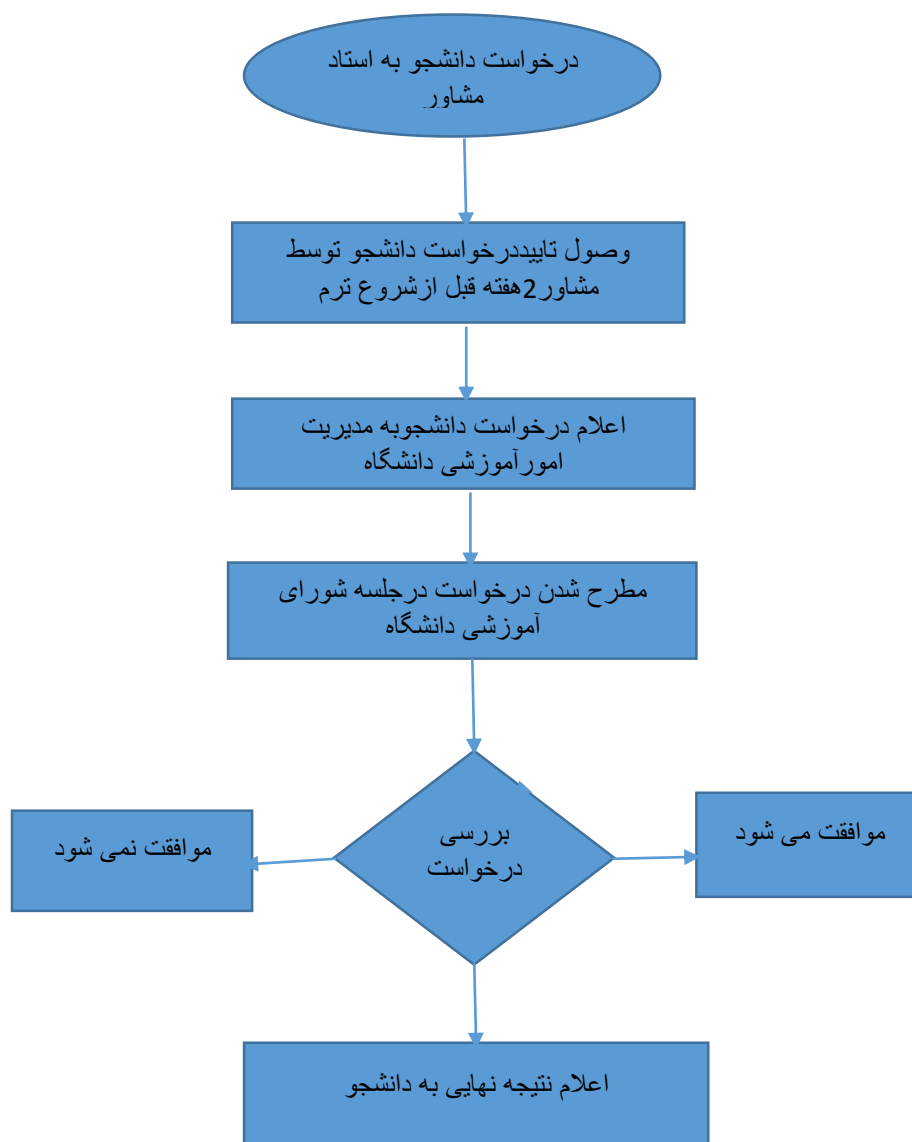 درخواست دانشجو به استاد
مشاور
وصول تاییددرخواست دانشجو توسط
مشاور2هفته قبل ازشروع ترم
اعلام درخواست دانشجوبه مدیریت
امورآموزشی دانشگاه
مطرح شدن درخواست درجلسه شورای
آموزشی دانشگاه
بررسی
درخواست
موافقت می شود
موافقت نمی شود
اعلام نتیجه نهایی به دانشجو